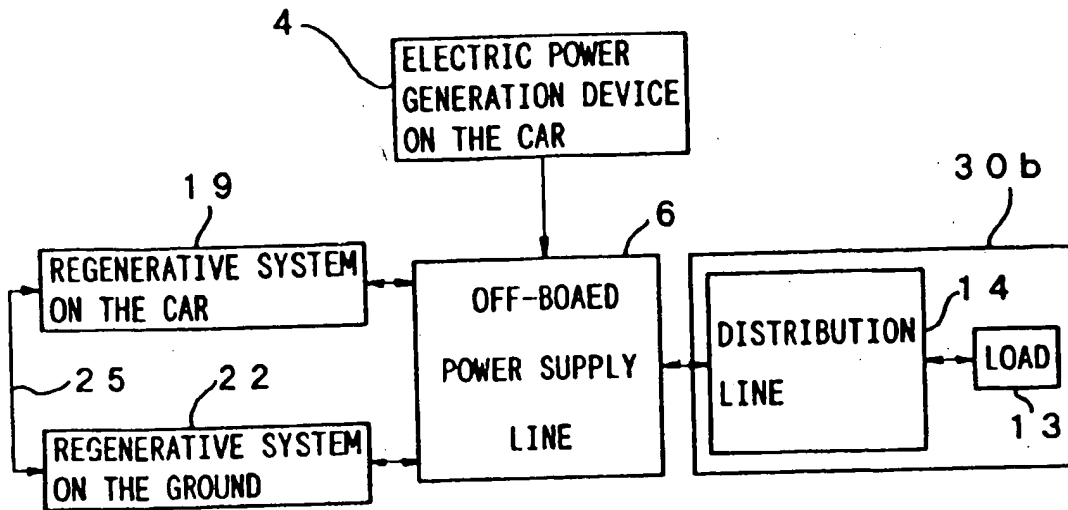 4
ELECTRIC POWER
GENERATION DEVICE
ON THE CAR
19
REGENERATIVE SYSTEM
ON THE CAR
25
22
REGENERATIVE SYSTEM
ON THE GROUND
6
OFF-BOAED
POWER SUPPLY
LINE
30b
DISTRIBUTION
LINE
14
LOAD
13